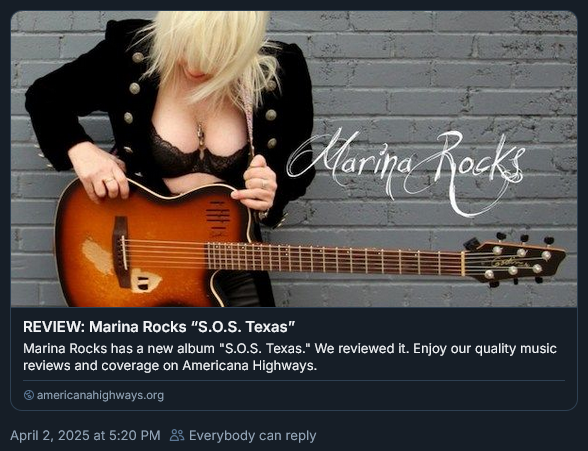 Marina Rocks
REVIEW: Marina Rocks “S.O.S. Texas”
Marina Rocks has a new album "S.O.S. Texas." We reviewed it. Enjoy our quality music
reviews and coverage on Americana Highways.
americanahighways.org
April 2, 2025 at 5:20 PM Everybody can reply